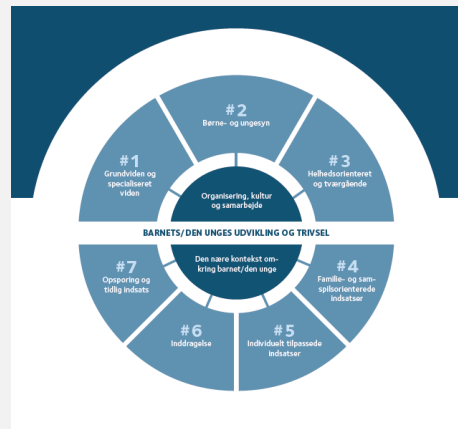 #2
Børne- og ungesyn
#1
Grundviden og
specialiseret
viden
#3
Helhedsorienteret
og tværgående
Organisering, kultur
og samarbejde
BARNETS/DEN UNGES UDVIKLING OG TRIVSEL
Den nære kontekst om-
kring barnet/den unge
#7
Opsporing og
tidlig indsats
#4
Familie- og sam-
spilsorienterede
indsatser
#6
Inddragelse
#5
Individuelt tilpassede
indsatser